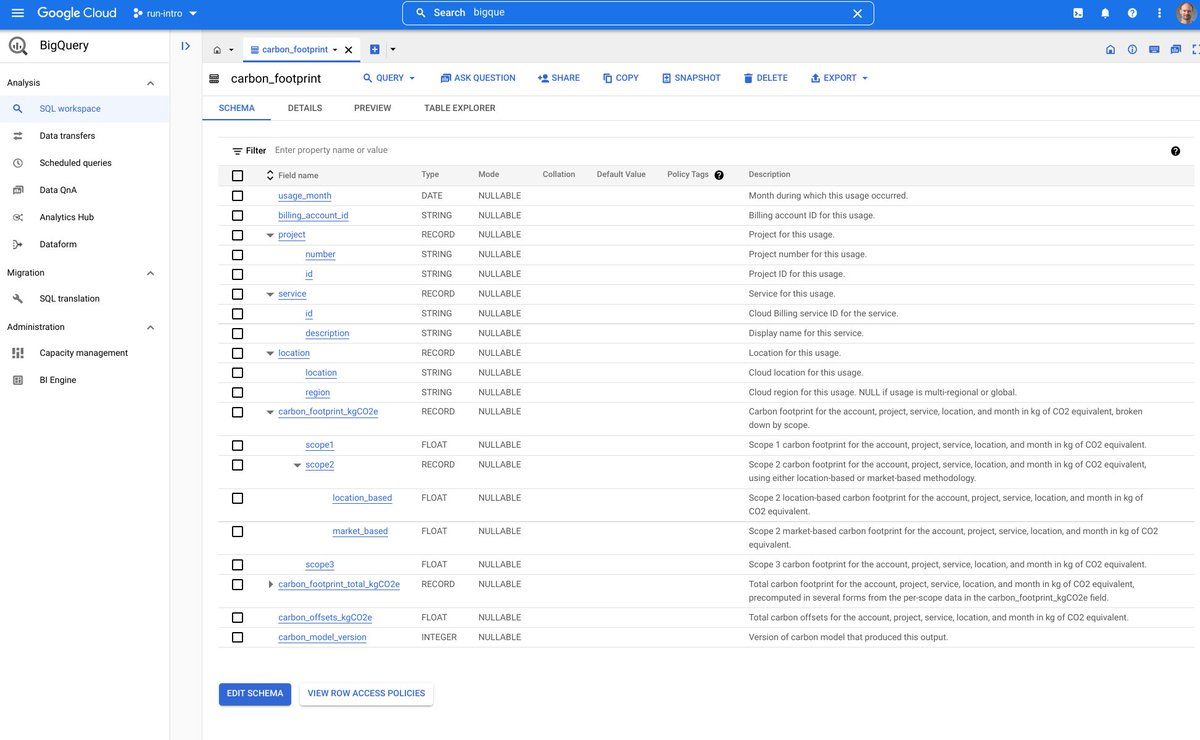 Google Cloud
run-intro
Search bigque
BigQuery
Analysis
SQL workspace
Data transfers
Scheduled queries
Data QnA
Analytics Hub
Dataform
Migration
SQL translation
Administration
Capacity management
BI Engine
carbon_footprint
carbon_footprint
QUERY
ASK QUESTION
SHARE
COPY
SNAPSHOT
DELETE
EXPORT
SCHEMA
DETAILS
PREVIEW
TABLE EXPLORER
Filter Enter property name or value
Field name Type Mode Collation Default Value Policy Tags Description
usage_month DATE NULLABLE Month during which this usage occurred.
billing_account_id STRING NULLABLE Billing account ID for this usage.
project RECORD NULLABLE Project for this usage.
number STRING NULLABLE Project number for this usage.
id STRING NULLABLE Project ID for this usage.
service RECORD NULLABLE Service for this usage.
id STRING NULLABLE Cloud Billing service ID for the service.
description STRING NULLABLE Display name for this service.
location RECORD NULLABLE Location for this usage.
location STRING NULLABLE Cloud location for this usage.
region STRING NULLABLE Cloud region for this usage. NULL if usage is multi-regional or global.
carbon_footprint_kgCO2e RECORD NULLABLE Carbon footprint for the account, project, service, location, and month in kg of CO2 equivalent, broken
down by scope.
scope1 FLOAT NULLABLE Scope 1 carbon footprint for the account, project, service, location, and month in kg of CO2 equivalent.
scope2 RECORD NULLABLE Scope 2 carbon footprint for the account, project, service, location, and month in kg of CO2 equivalent,
using either location-based or market-based methodology.
location_based FLOAT NULLABLE Scope 2 location-based carbon footprint for the account, project, service, location, and month in kg of
CO2 equivalent.
market_based FLOAT NULLABLE Scope 2 market-based carbon footprint for the account, project, service, location, and month in kg of CO2
equivalent.
scope3 FLOAT NULLABLE Scope 3 carbon footprint for the account, project, service, location, and month in kg of CO2 equivalent.
carbon_footprint_total_kgCO2e RECORD NULLABLE Total carbon footprint for the account, project, service, location, and month in kg of CO2 equivalent,
precomputed in several forms from the per-scope data in the carbon_footprint_kgCO2e field.
carbon_offsets_kgCO2e FLOAT NULLABLE Total carbon offsets for the account, project, service, location, and month in kg of CO2 equivalent.
carbon_model_version INTEGER NULLABLE Version of carbon model that produced this output.
EDIT SCHEMA
VIEW ROW ACCESS POLICIES